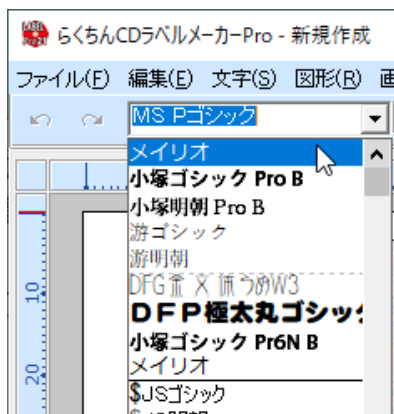 らくちんCDラベルメーカーPro - 新規作成
ファイル(F) 編集(E) 文字(S) 図形(R)
MS Pゴシック
メイリオ
小塚ゴシック Pro B
小塚明朝 Pro B
游ゴシック
游明朝
DFG
W3
10
DFP極太丸ゴシック
小塚ゴシック Pr6N B
メイリオ
20
$JSゴシック